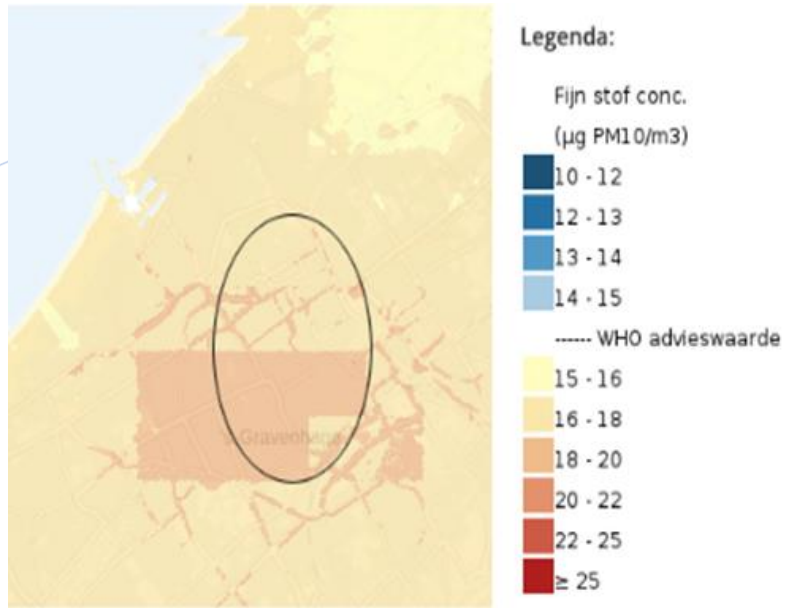 Legenda:
Fijn stof conc.
(µg PM10/m3)
10 - 12
12 - 13
13 - 14
14 - 15
------ WHO advieswaarde
15 - 16
16 - 18
18 - 20
20 - 22
22 - 25
≥ 25
's-Gravenhage